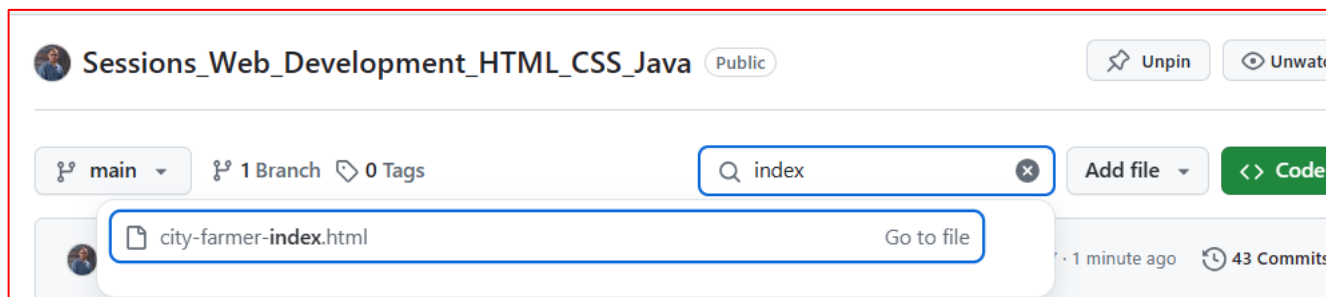 Sessions_Web_Development_HTML_CSS_Java Public Unpin
main 1 Branch 0 Tags index Add file Code
city-farmer-index.html Go to file
· 1 minute ago 43 Commits